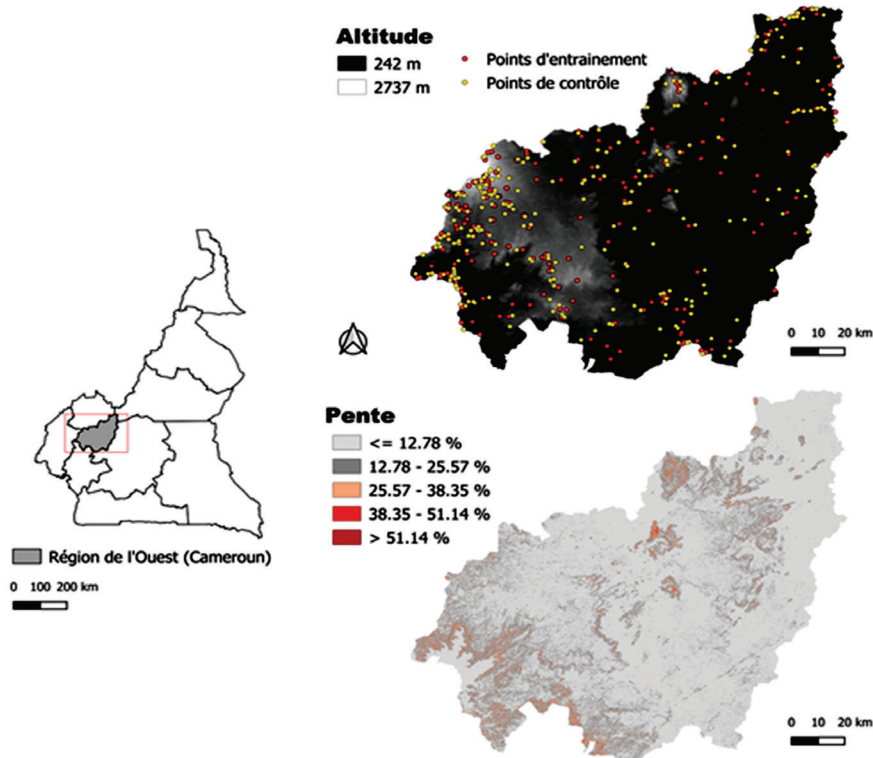 Altitude
242 m
2737 m
Points d'entrainement
Points de contrôle
0 10 20 km
Région de l'Ouest (Cameroun)
0 100 200 km
Pente
<= 12.78 %
12.78 - 25.57 %
25.57 - 38.35 %
38.35 - 51.14 %
> 51.14 %
0 10 20 km